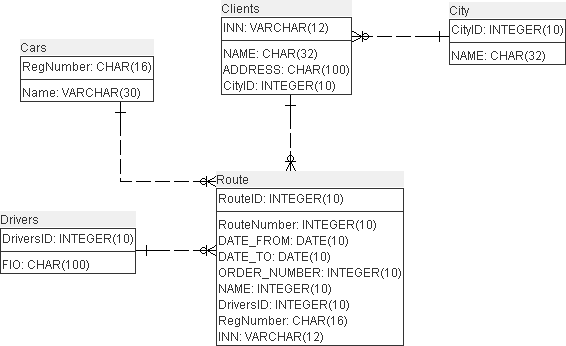 Clients
INN: VARCHAR(12)
NAME: CHAR(32)
ADDRESS: CHAR(100)
CityID: INTEGER(10)
City
CityID: INTEGER(10)
NAME: CHAR(32)
Cars
RegNumber: CHAR(16)
Name: VARCHAR(30)
Route
RouteID: INTEGER(10)
RouteNumber: INTEGER(10)
DATE_FROM: DATE(10)
DATE_TO: DATE(10)
ORDER_NUMBER: INTEGER(10)
NAME: INTEGER(10)
DriversID: INTEGER(10)
RegNumber: CHAR(16)
INN: VARCHAR(12)
Drivers
DriversID: INTEGER(10)
FIO: CHAR(100)